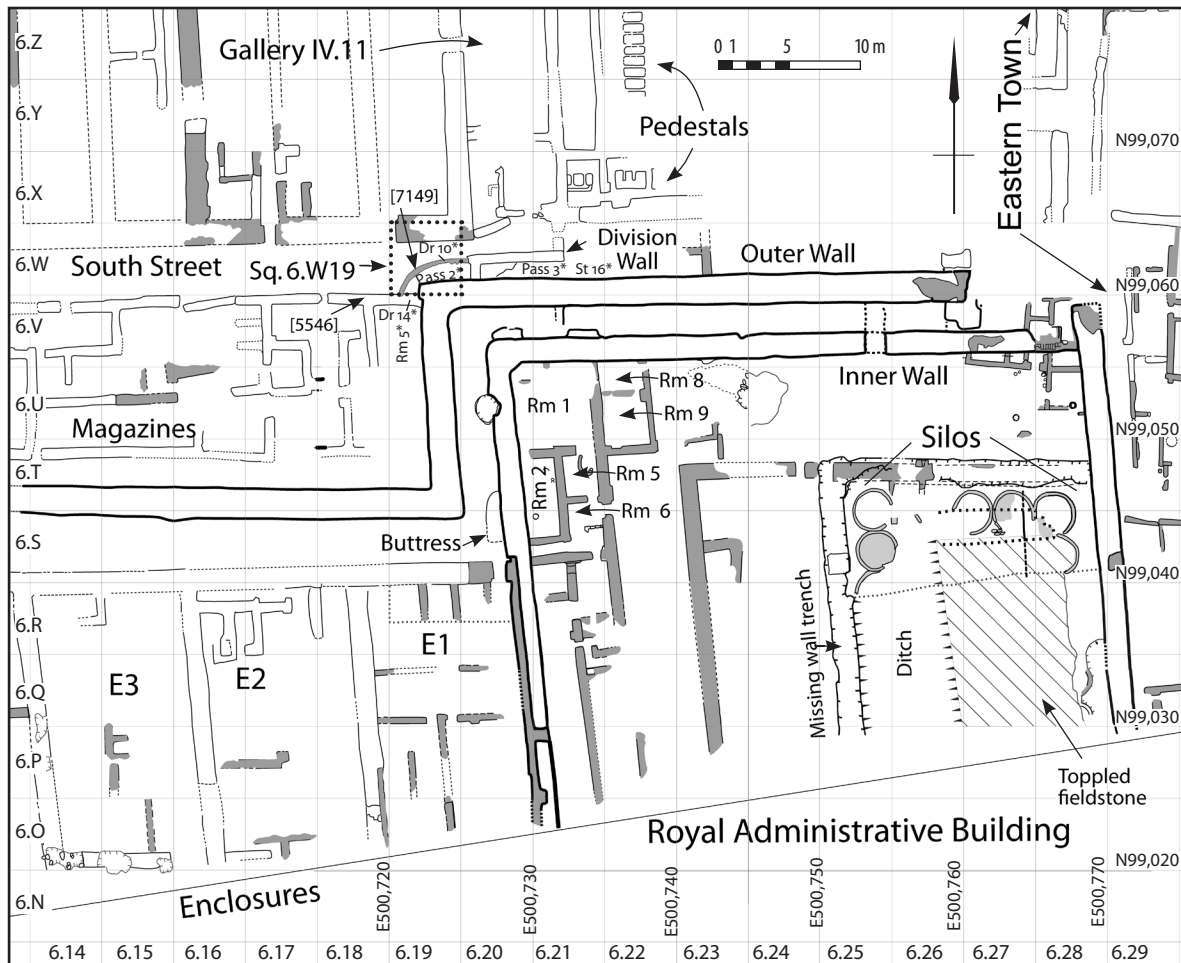 6.Z
Gallery IV.11
0 1 5 10 m
Eastern Town
6.Y
Pedestals
N99,070
6.X
[7149]
Dr 10*
Division
Wall
Outer Wall
6.W
South Street
Sq. 6.W19
Pass 2*
Pass 3* St 16*
N99,060
[5546]
Dr 14*
6.V
Rm 5*
Inner Wall
Rm 8
Rm 1
6.U
Rm 9
Magazines
N99,050
Silos
6.T
Rm 2*
Rm 5
Rm 6
6.S
Buttress
N99,040
6.R
E1
E2
E3
Missing wall trench
Ditch
6.Q
N99,030
6.P
Toppled
fieldstone
6.O
Royal Administrative Building
N99,020
Enclosures
6.N
E500,720
E500,730
E500,740
E500,750
E500,760
E500,770
6.14 6.15 6.16 6.17 6.18 6.19 6.20 6.21 6.22 6.23 6.25 6.26 6.27 6.28 6.29